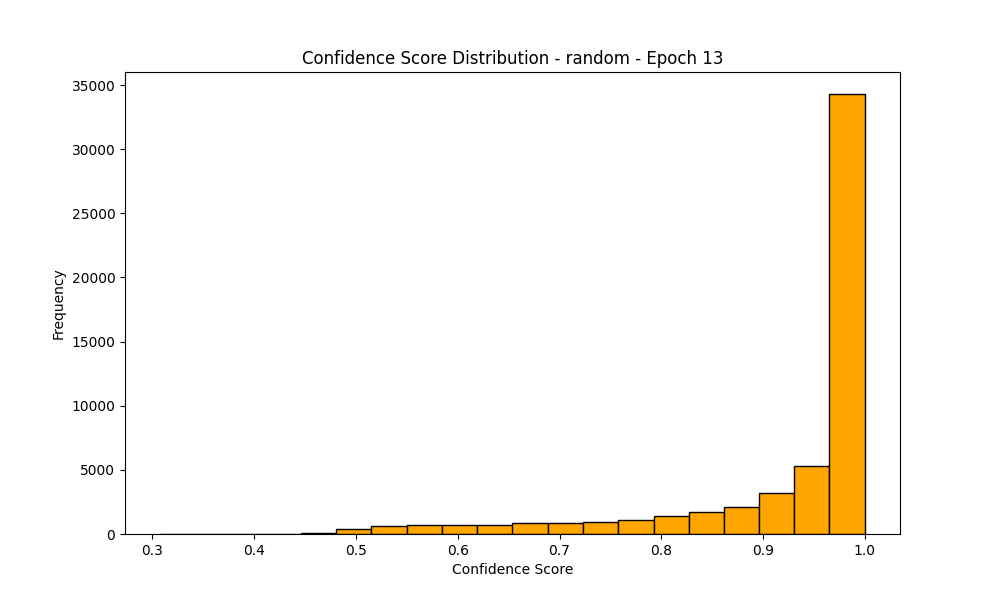 Confidence Score Distribution - random - Epoch 13
35000
30000
25000
20000
15000
10000
5000
0
Frequency
0.3 0.4 0.5 0.6 0.7 0.8 0.9 1.0
Confidence Score